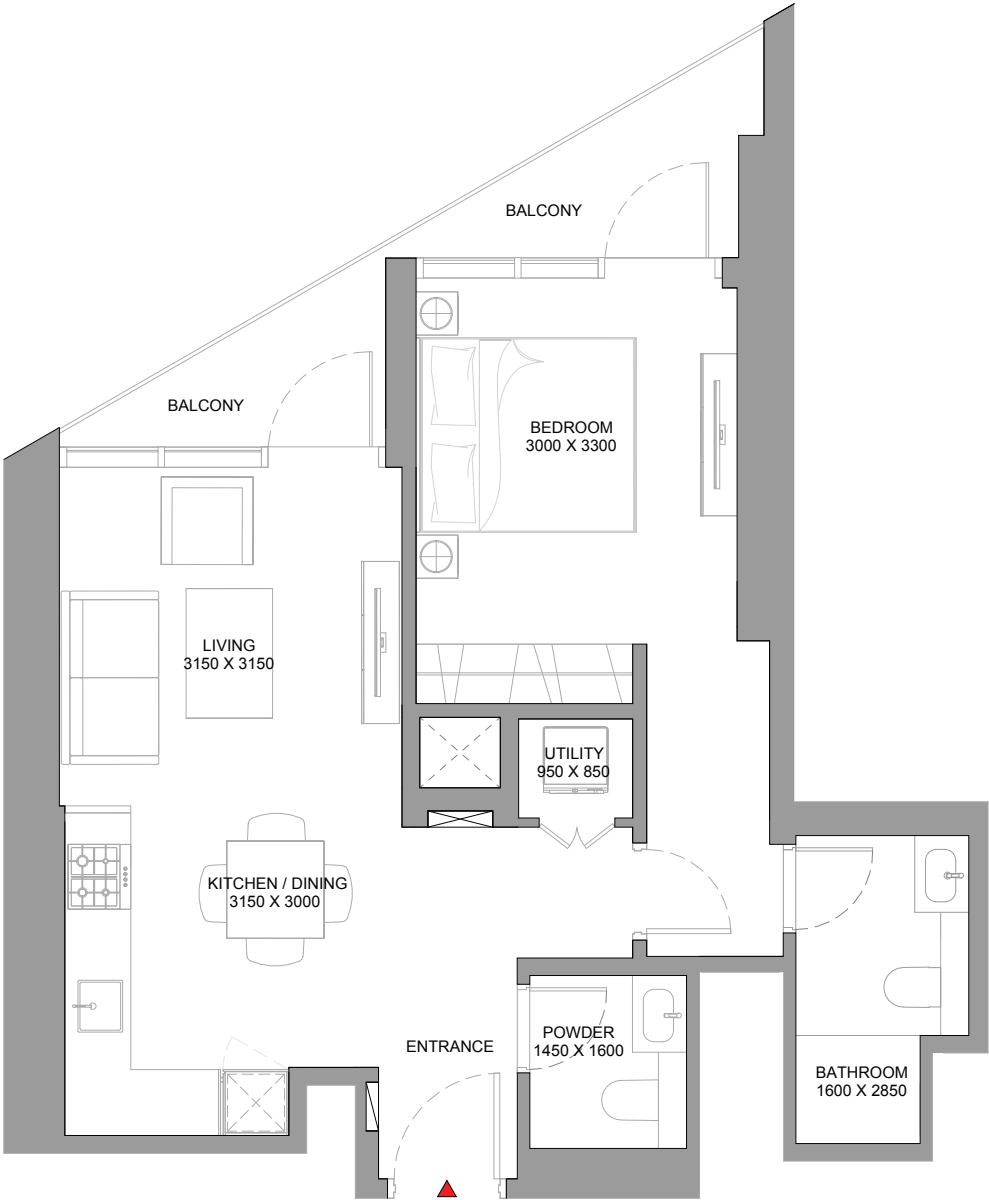 BALCONY
BALCONY
BEDROOM
3000 X 3300
LIVING
3150 X 3150
UTILITY
950 X 850
KITCHEN / DINING
3150 X 3000
ENTRANCE
POWDER
1450 X 1600
BATHROOM
1600 X 2850